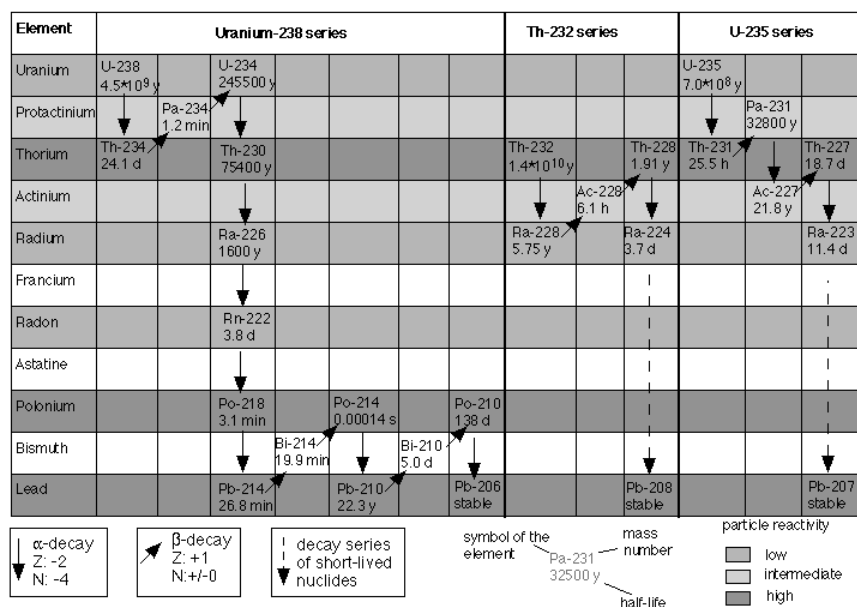 Element Uranium-238 series Th-232 series U-235 series
Uranium U-238 U-234 U-235
4.5*10⁹ y 245500 y 7.0*10⁸ y
Protactinium Pa-234 Pa-231
1.2 min 32800 y
Thorium Th-234 Th-230 Th-232 Th-228 Th-231 Th-227
24.1 d 75400 y 1.4*10¹⁰ y 1.91 y 25.5 h 18.7 d
Actinium Ac-228 Ac-227
6.1 h 21.8 y
Radium Ra-226 Ra-228 Ra-224 Ra-223
1600 y 5.75 y 3.7 d 11.4 d
Francium
Radon Rn-222
3.8 d
Astatine
Polonium Po-218 Po-214 Po-210
3.1 min 0.00014 s 138 d
Bismuth Bi-214 Bi-210
19.9 min 5.0 d
Lead Pb-214 Pb-210 Pb-206 Pb-208 Pb-207
26.8 min 22.3 y stable stable stable
α-decay
Z: -2
N: -4
β-decay
Z: +1
N:+/-0
decay series
of short-lived
nuclides
symbol of the
element
mass
number
Pa-231
32500 y
half-life
particle reactivity
low
intermediate
high